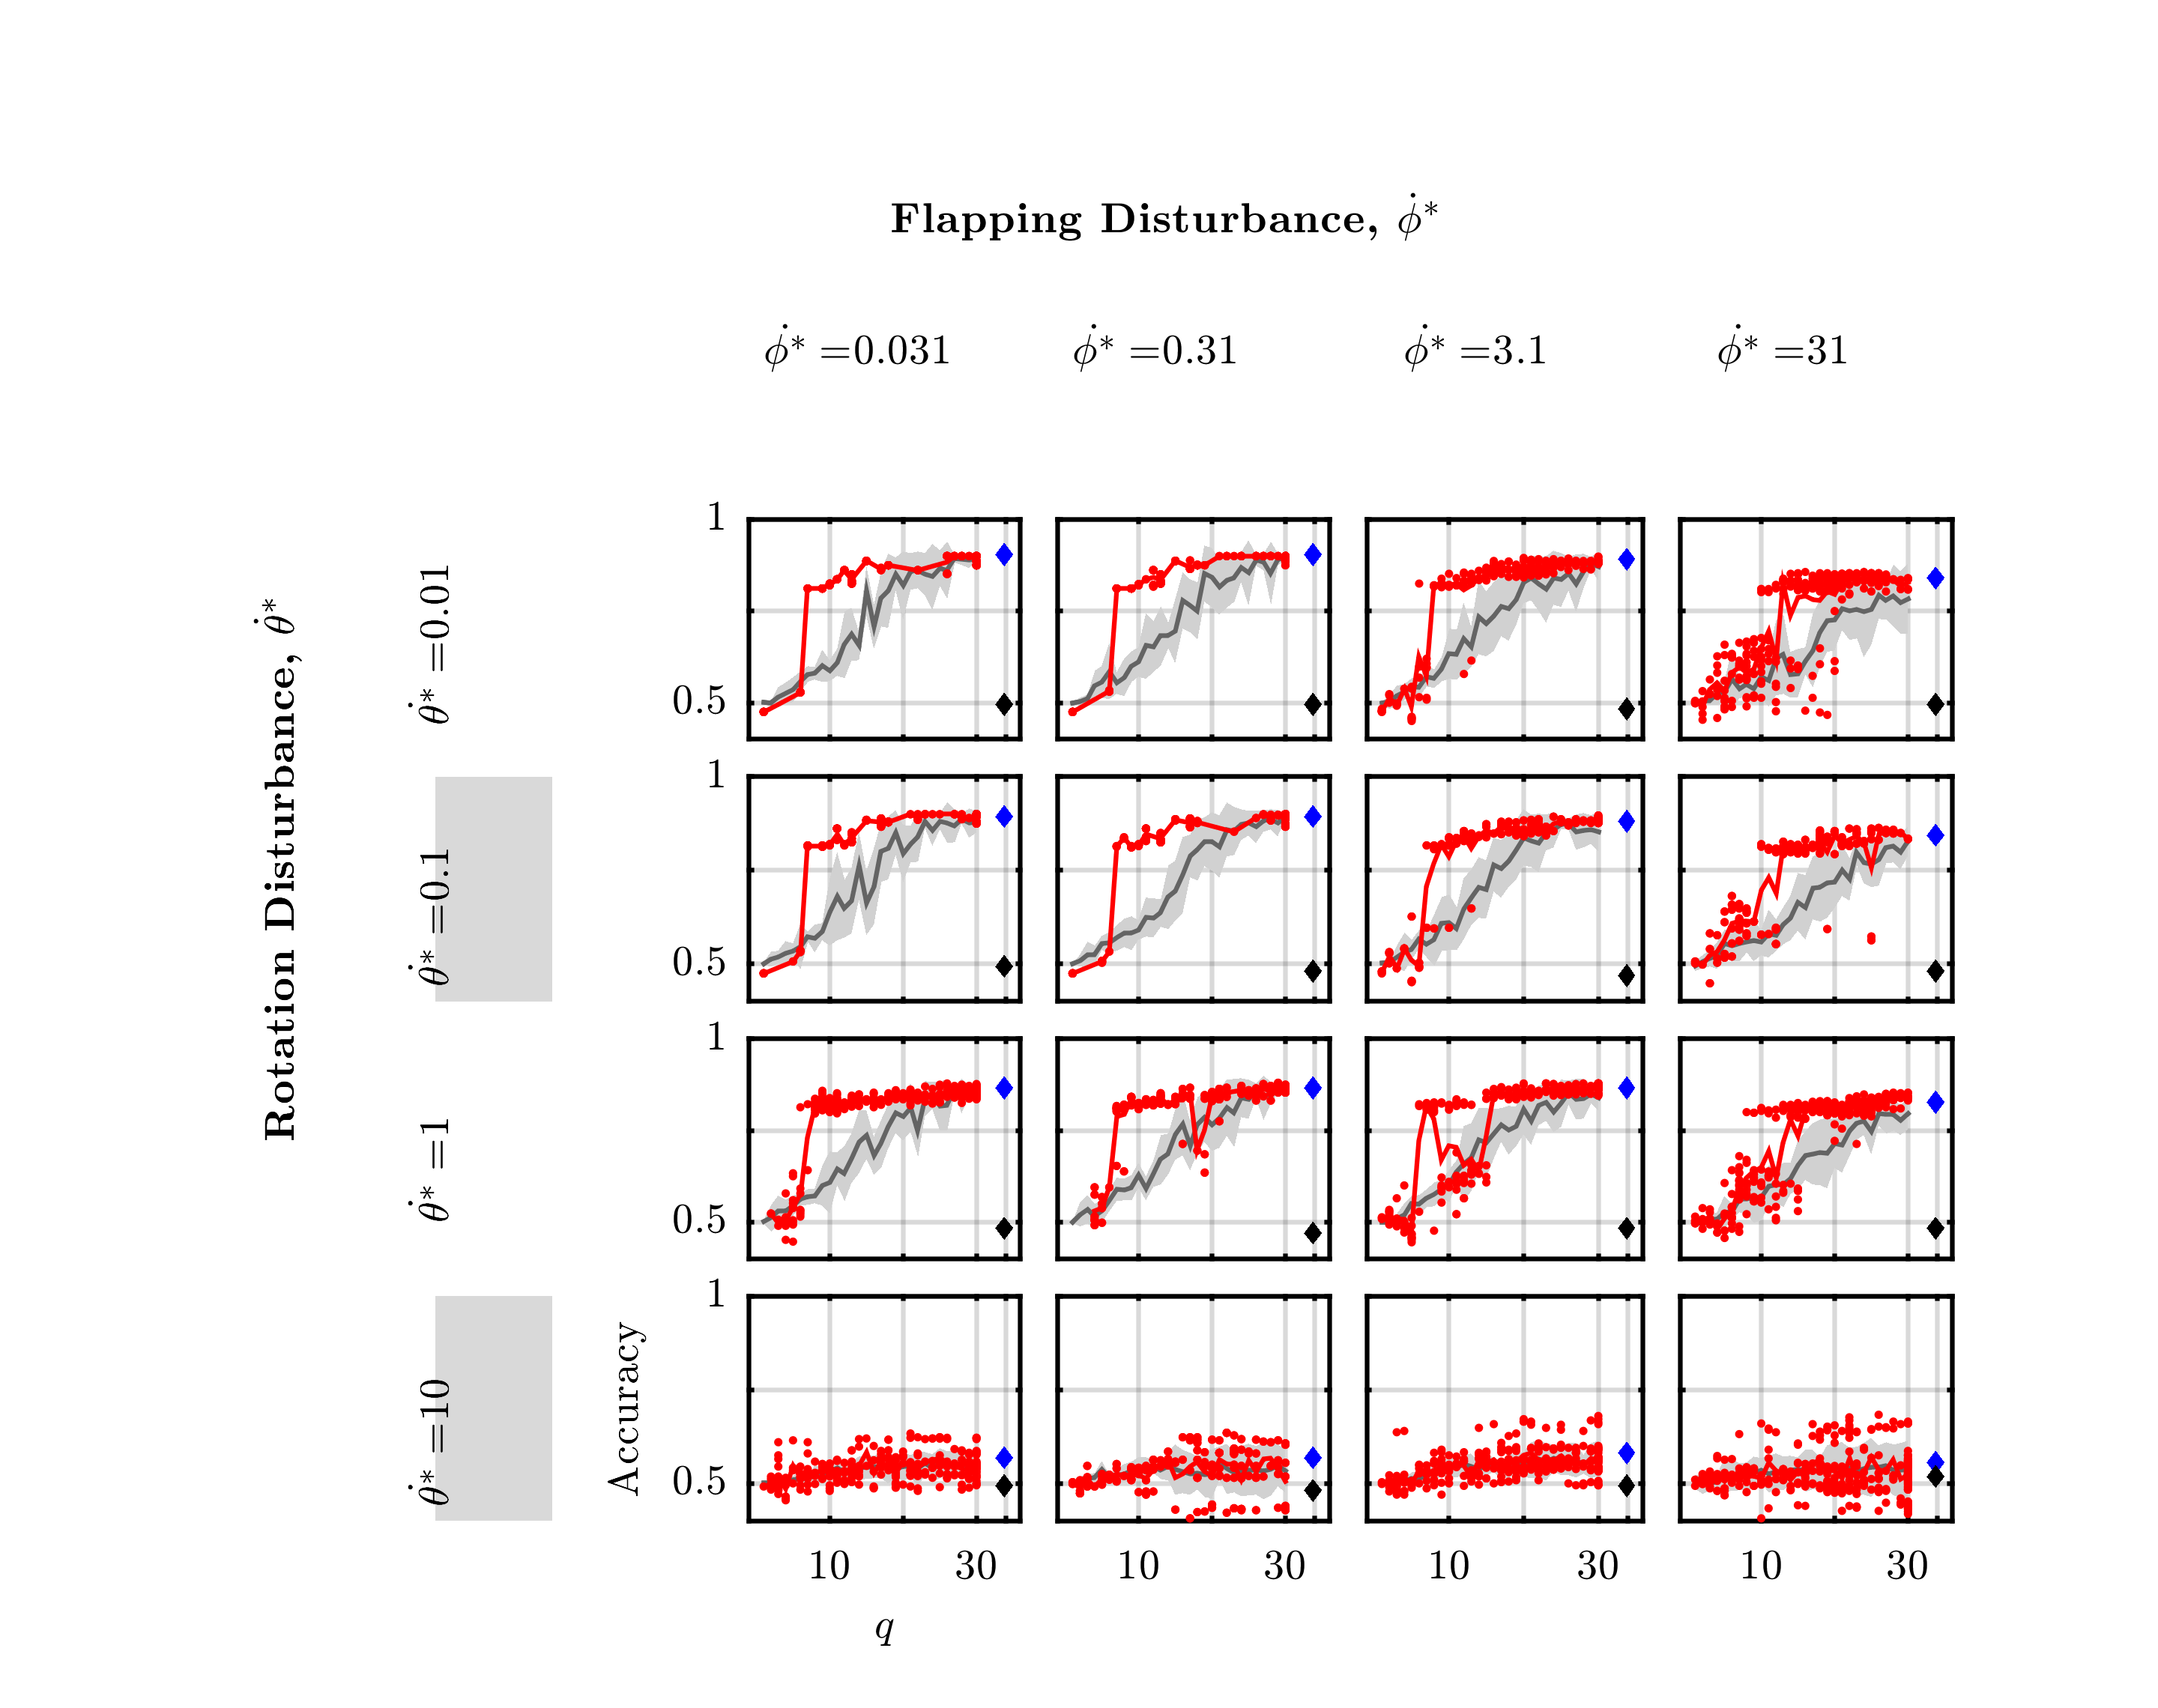 Flapping Disturbance, ϕ̇*
ϕ̇* =0.031 ϕ̇* =0.31 ϕ̇* =3.1 ϕ̇* =31
Rotation Disturbance, θ̇*
θ̇* =0.01
1
0.5
θ̇* =0.1
1
0.5
θ̇* =1
1
0.5
θ̇* =10
Accuracy
1
0.5
10 30 10 30 10 30 10 30
q